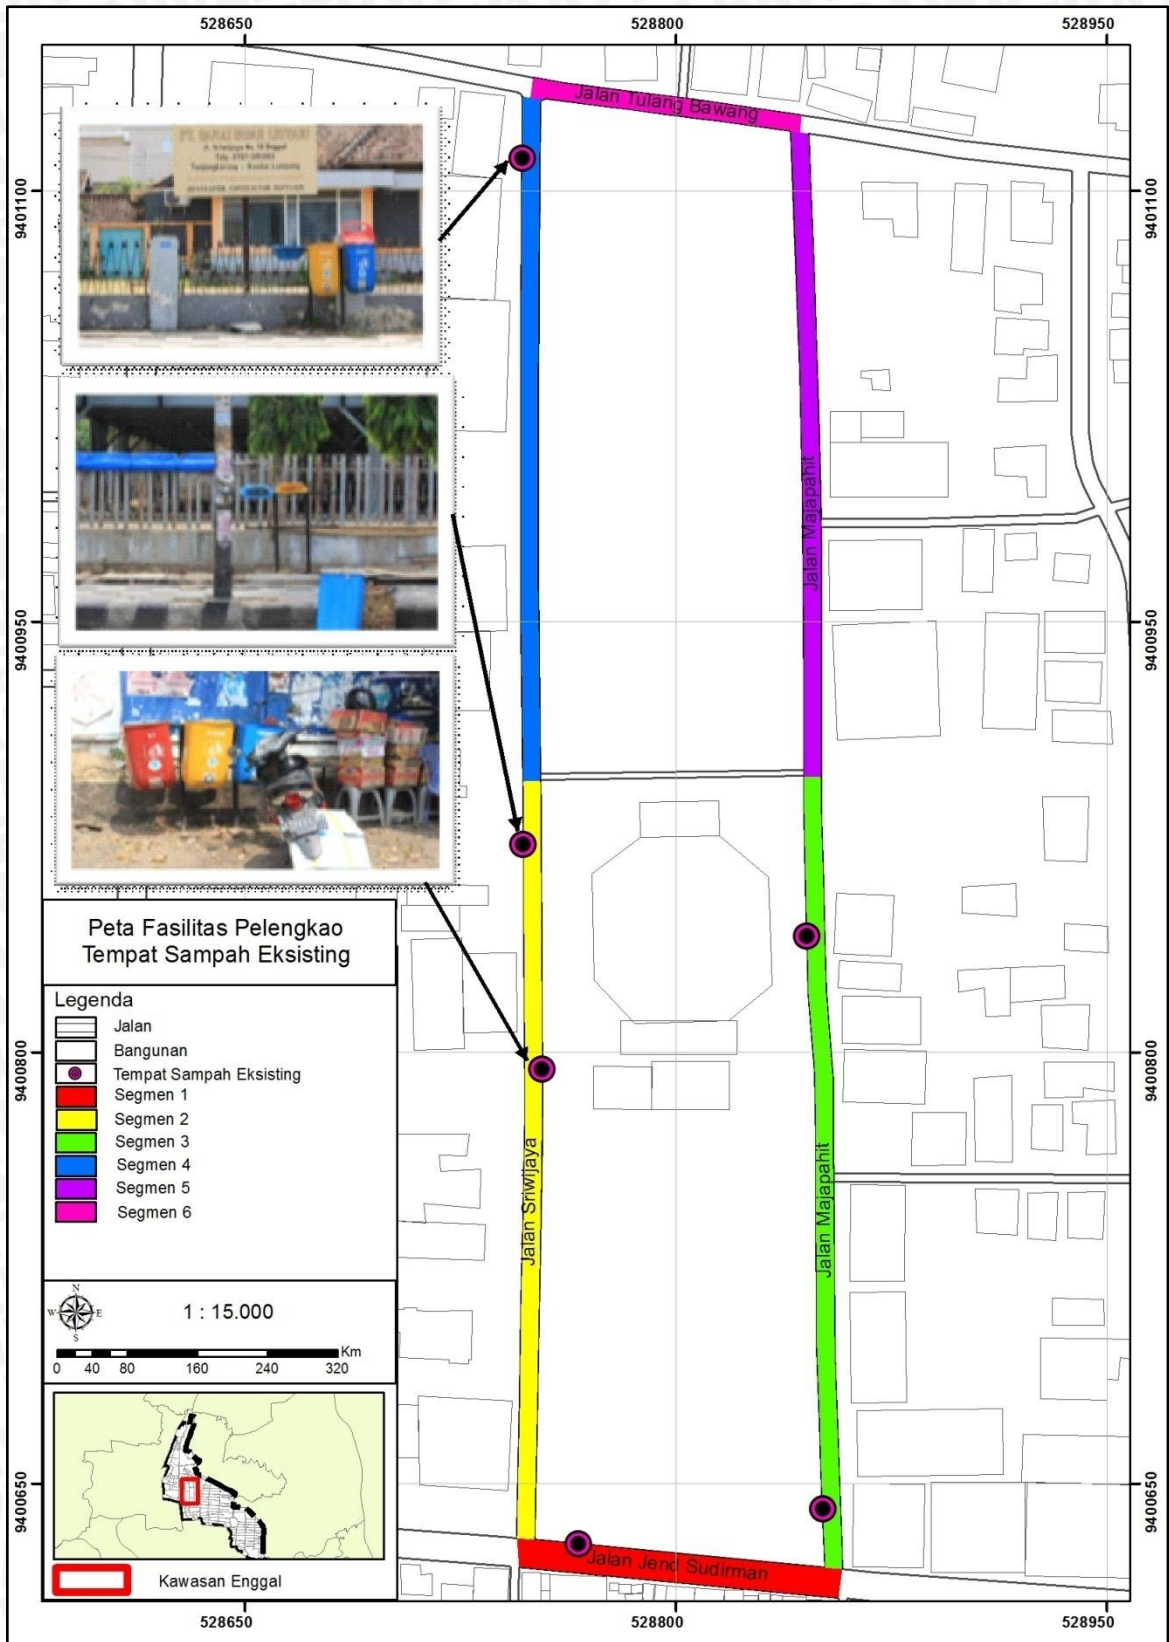 528650
528800
528950
Jalan Tulang Bawang
9401100
9401100
Jalan Majapahit
9400950
9400950
Peta Fasilitas Pelengkao
Tempat Sampah Eksisting
Legenda
Jalan
Bangunan
Tempat Sampah Eksisting
Segmen 1
Segmen 2
Segmen 3
Segmen 4
Segmen 5
Segmen 6
9400800
9400800
Jalan Sriwijaya
Jalan Majapahit
N
W
E
S
1 : 15.000
Km
0 40 80 160 240 320
9400650
9400650
Jalan Jend Sudirman
Kawasan Enggal
528650
528800
528950